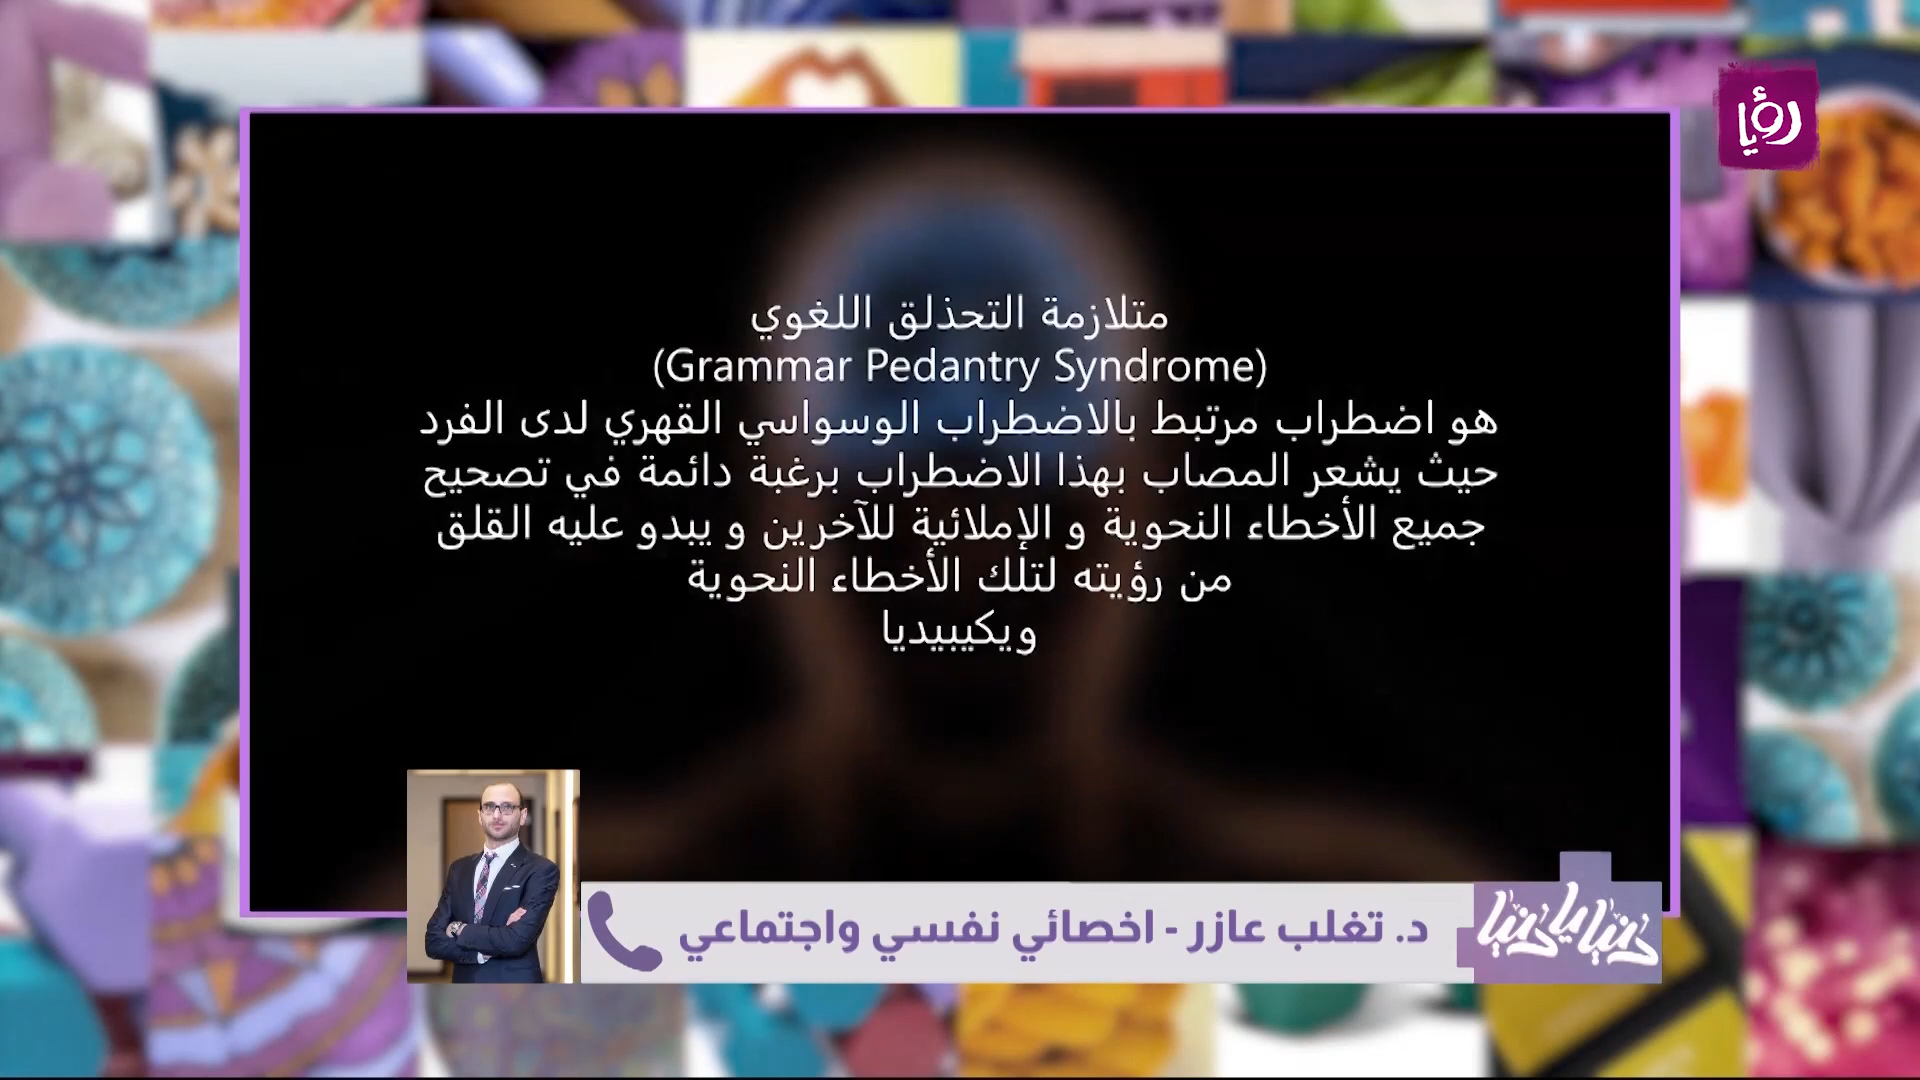 رؤيا
متلازمة التحذلق اللغوي
(Grammar Pedantry Syndrome)
هو اضطراب مرتبط بالاضطراب الوسواسي القهري لدى الفرد
حيث يشعر المصاب بهذا الاضطراب برغبة دائمة في تصحيح
جميع الأخطاء النحوية و الإملائية للآخرين و يبدو عليه القلق
من رؤيته لتلك الأخطاء النحوية
ويكيبيديا
د. تغلب عازر - اخصائي نفسي واجتماعي
دنيا يا دنيا